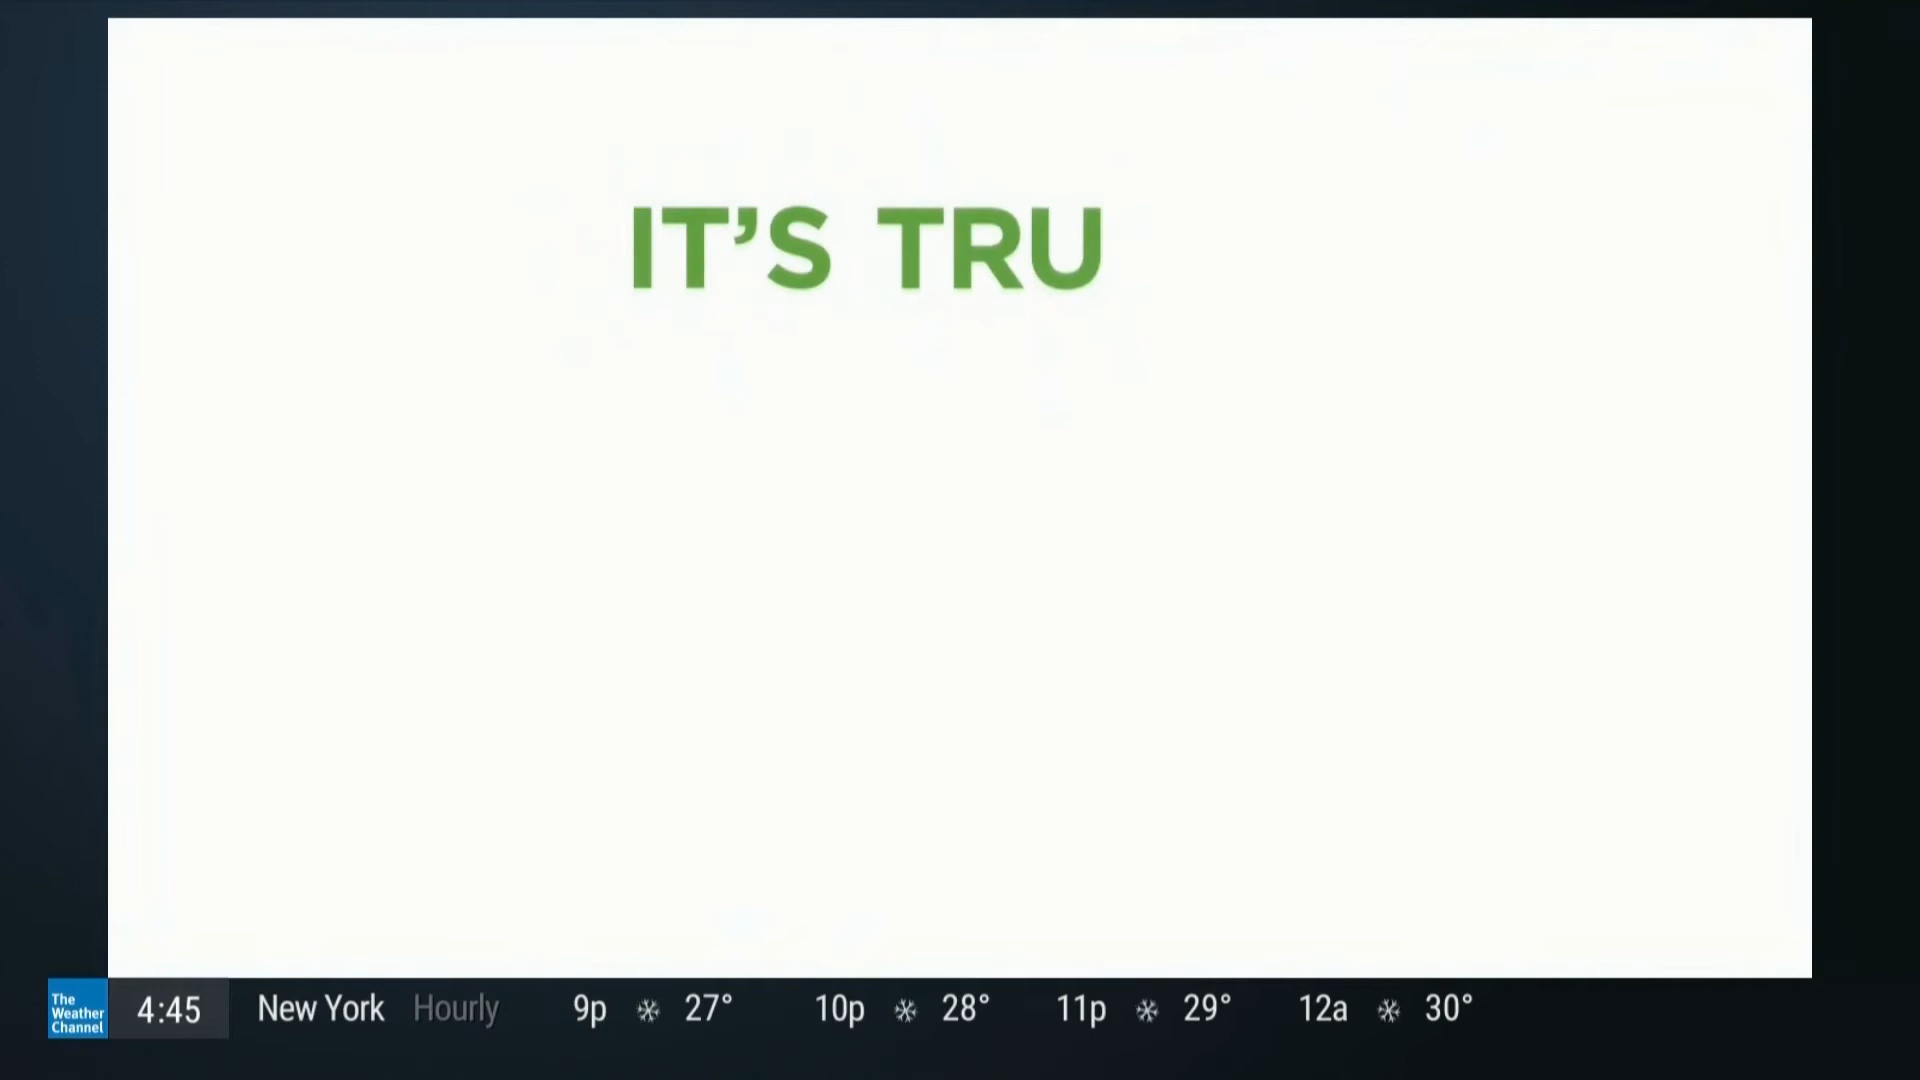 IT'S TRU
The
Weather
Channel
4:45 New York Hourly 9p 27° 10p 28° 11p 29° 12a 30°